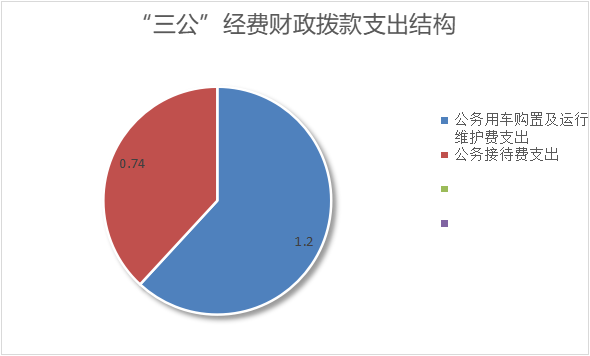 “三公”经费财政拨款支出结构
公务用车购置及运行
维护费支出
公务接待费支出
0.74
1.2